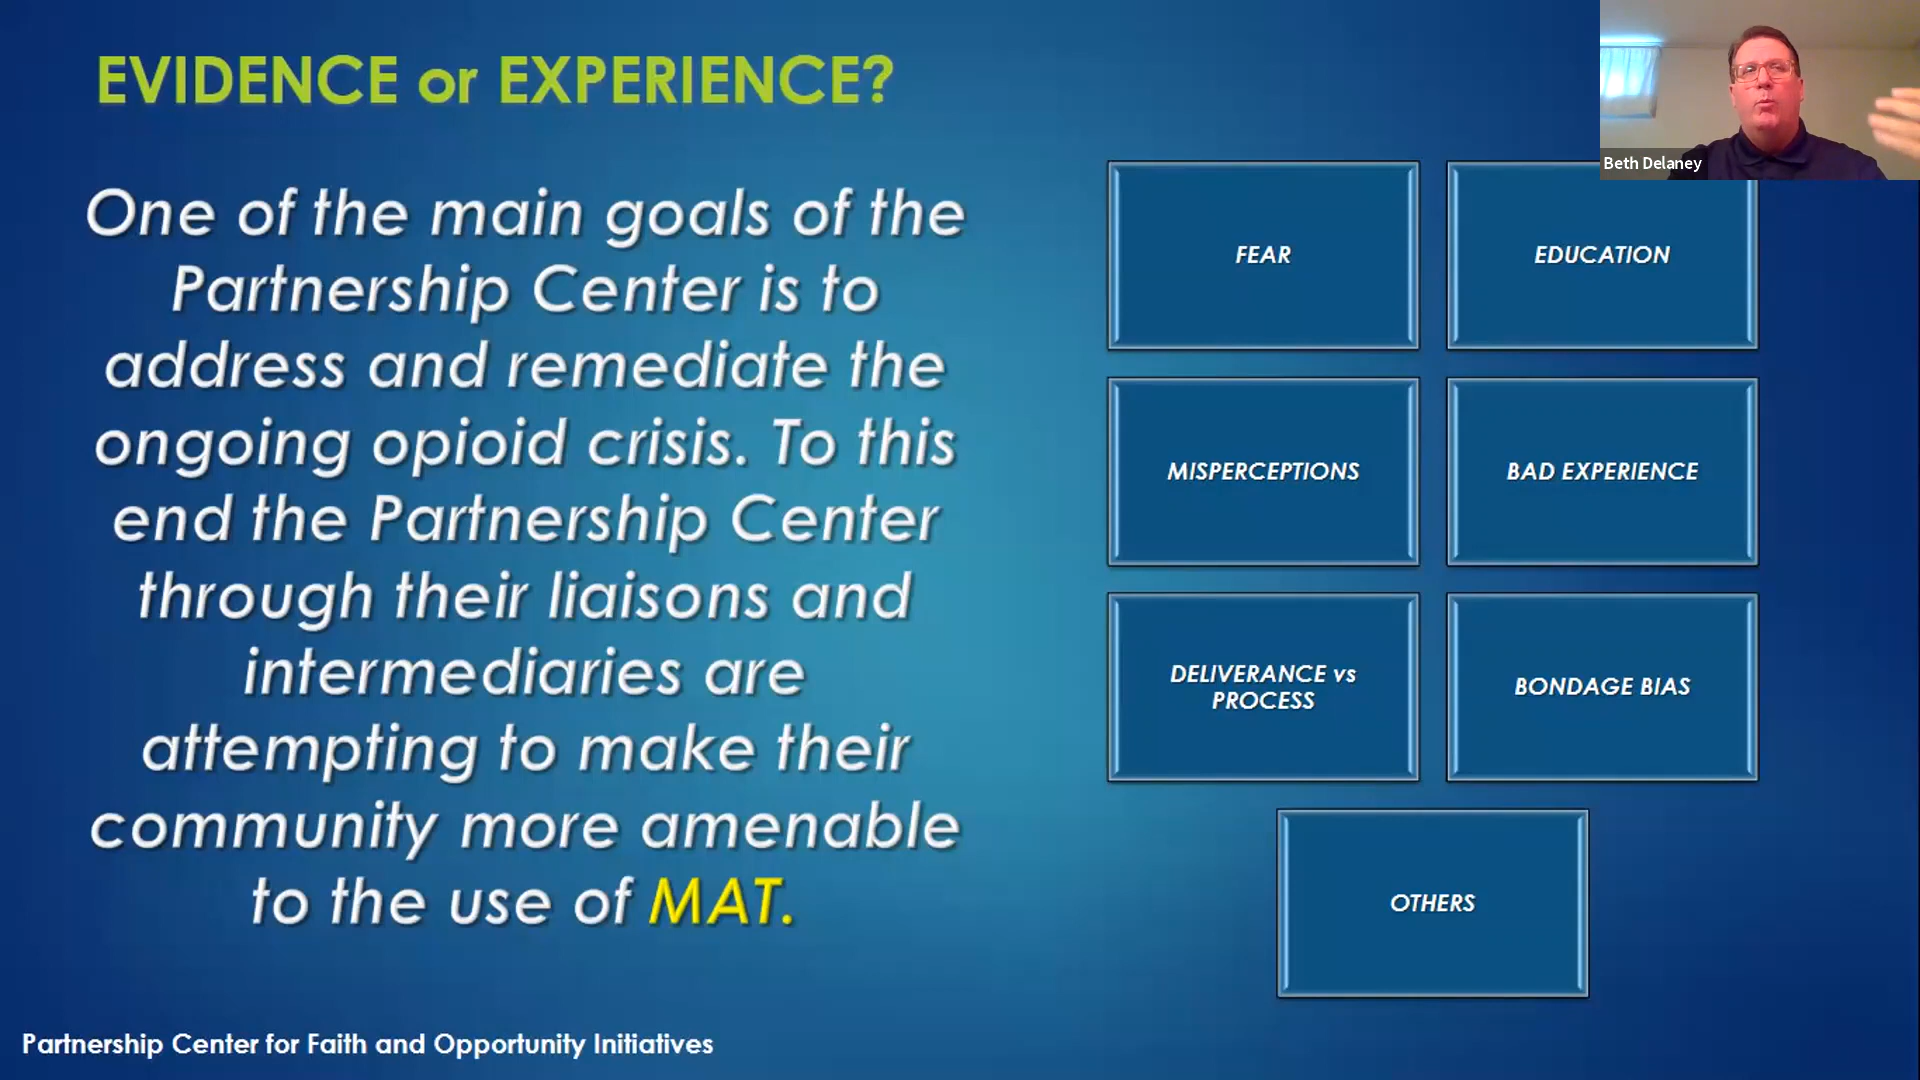 EVIDENCE or EXPERIENCE?
One of the main goals of the
Partnership Center is to
address and remediate the
ongoing opioid crisis. To this
end the Partnership Center
through their liaisons and
intermediaries are
attempting to make their
community more amenable
to the use of MAT.
FEAR
EDUCATION
MISPERCEPTIONS
BAD EXPERIENCE
DELIVERANCE vs
PROCESS
BONDAGE BIAS
OTHERS
Partnership Center for Faith and Opportunity Initiatives
Beth Delaney